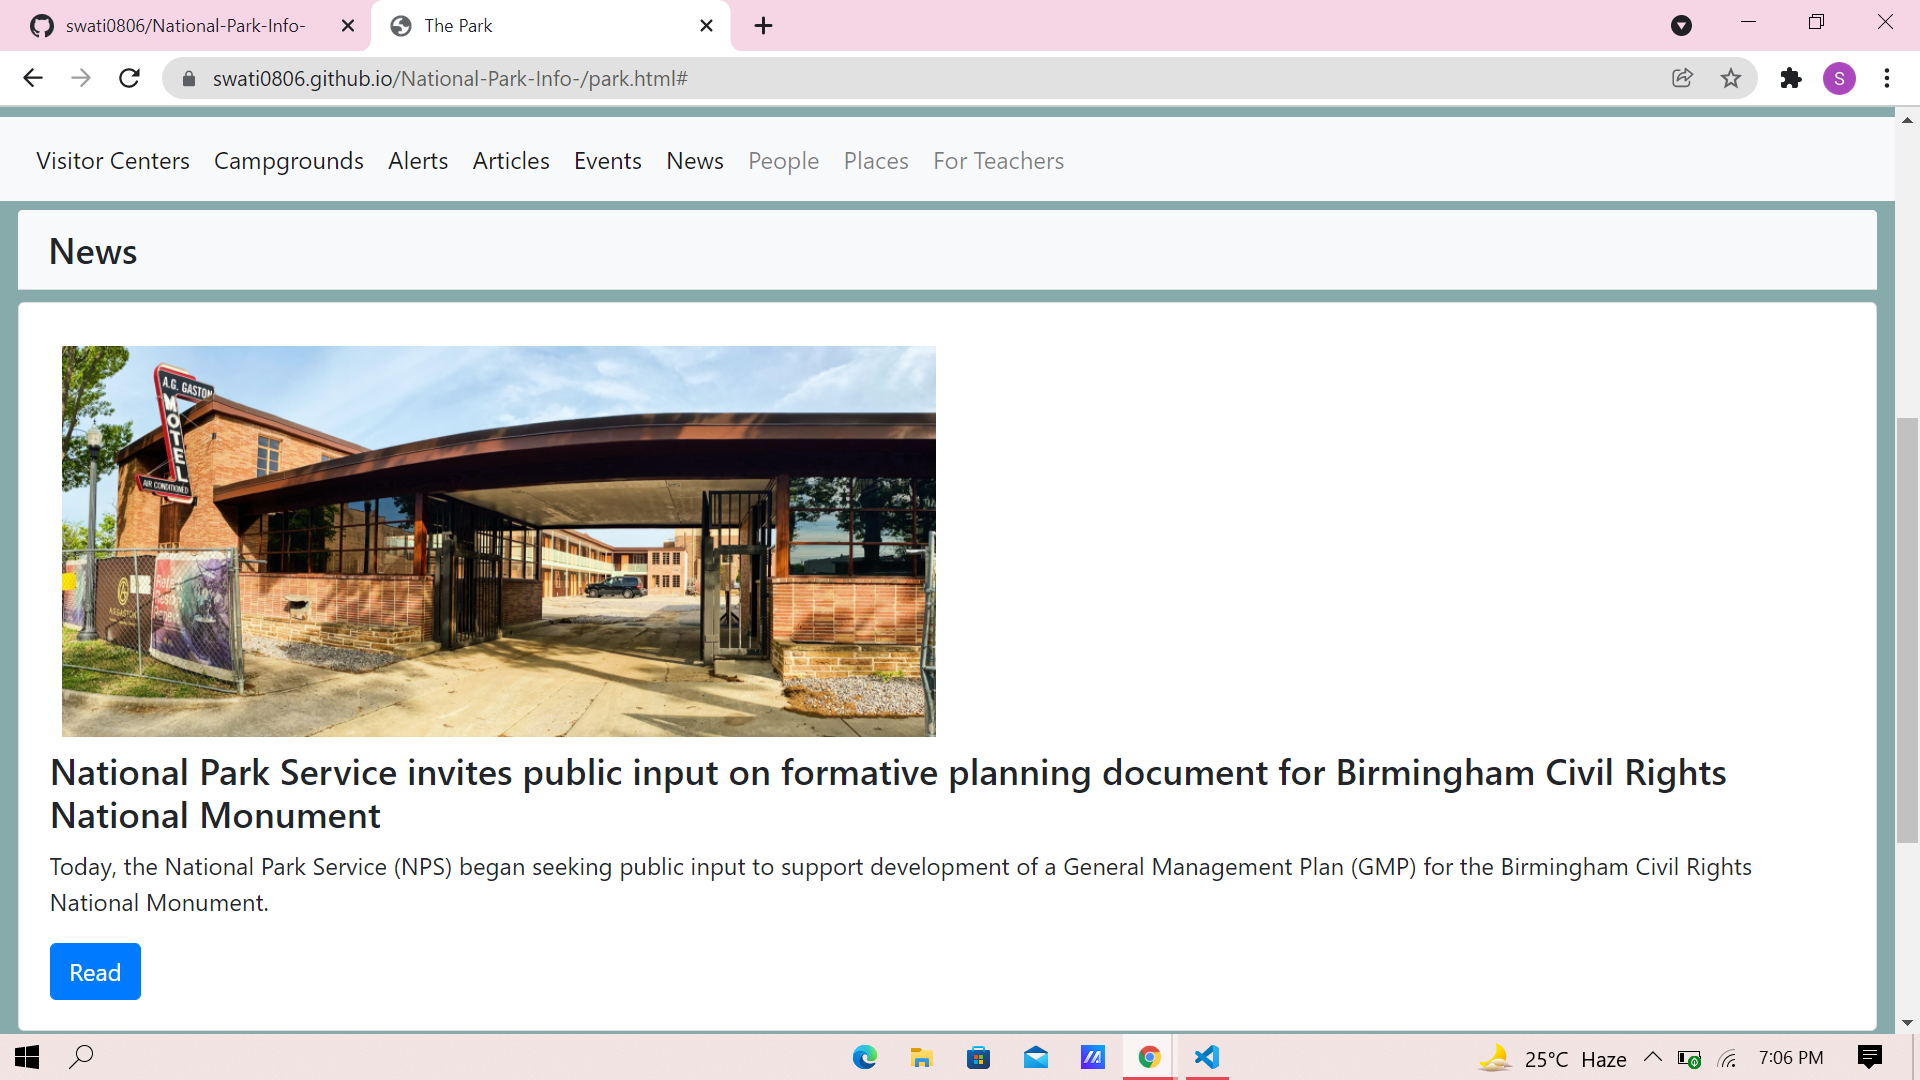 swati0806/National-Park-Info-
The Park
swati0806.github.io/National-Park-Info-/park.html#
S
Visitor Centers Campgrounds Alerts Articles Events News People Places For Teachers
News
A.G. GASTON
MOTEL
AIR CONDITIONED
National Park Service invites public input on formative planning document for Birmingham Civil Rights
National Monument
Today, the National Park Service (NPS) began seeking public input to support development of a General Management Plan (GMP) for the Birmingham Civil Rights
National Monument.
Read
25°C Haze
7:06 PM